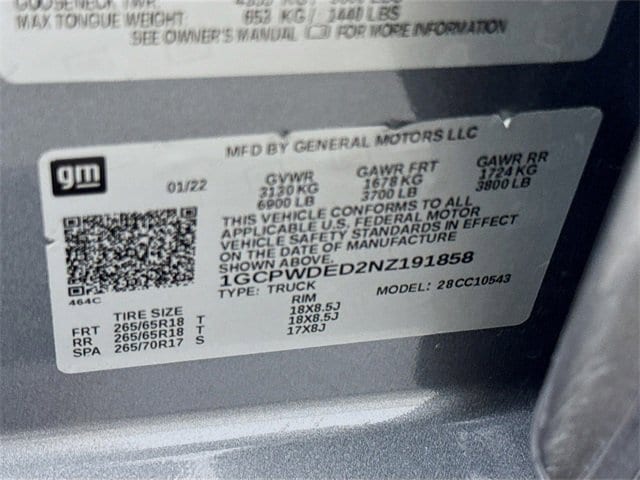 MAX TONGUE WEIGHT: 653 KG/ 1440 LBS
SEE OWNER'S MANUAL FOR MORE INFORMATION
MFD BY GENERAL MOTORS LLC
gm
01/22
GVWR GAWR FRT GAWR RR
3130 KG 1678 KG 1724 KG
6900 LB 3700 LB 3800 LB
THIS VEHICLE CONFORMS TO ALL
APPLICABLE U.S. FEDERAL MOTOR
VEHICLE SAFETY STANDARDS IN EFFECT
ON THE DATE OF MANUFACTURE
SHOWN ABOVE.
1GCPWDED2NZ191858
TYPE: TRUCK MODEL: 28CC10543
464C
TIRE SIZE RIM
FRT 265/65R18 T 18X8.5J
RR 265/65R18 T 18X8.5J
SPA 265/70R17 S 17X8J